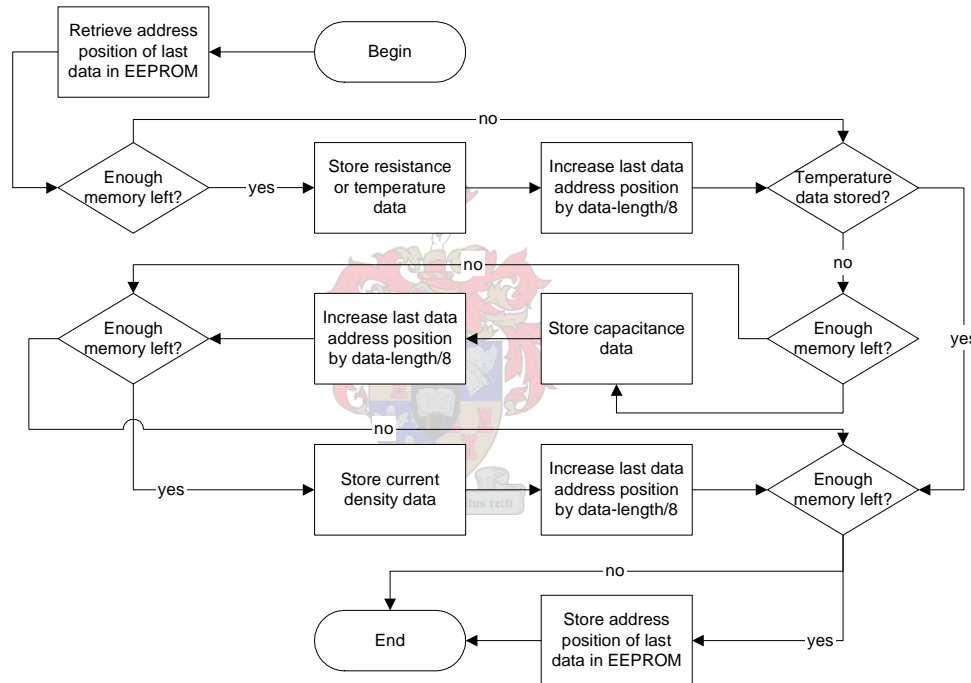 Retrieve address
position of last
data in EEPROM
Begin
no
Enough
memory left?
yes
Store resistance
or temperature
data
Increase last data
address position
by data-length/8
Temperature
data stored?
no
no
yes
Enough
memory left?
Increase last data
address position
by data-length/8
Store capacitance
data
Enough
memory left?
no
yes
Store current
density data
Increase last data
address position
by data-length/8
Enough
memory left?
no
End
Store address
position of last
data in EEPROM
yes